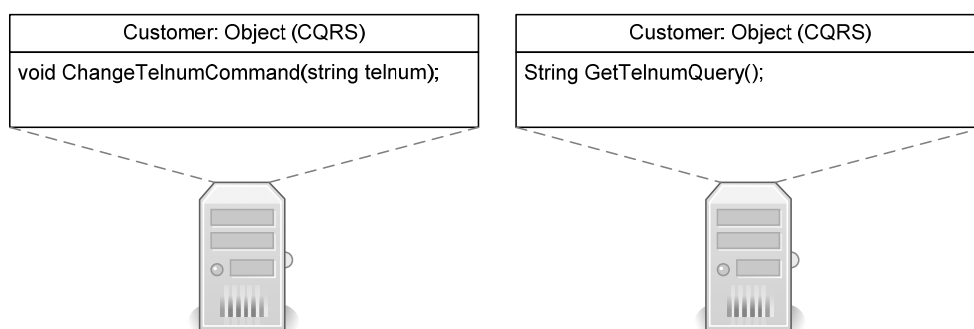 Customer: Object (CQRS)
void ChangeTelnumCommand(string telnum);
Customer: Object (CQRS)
String GetTelnumQuery();